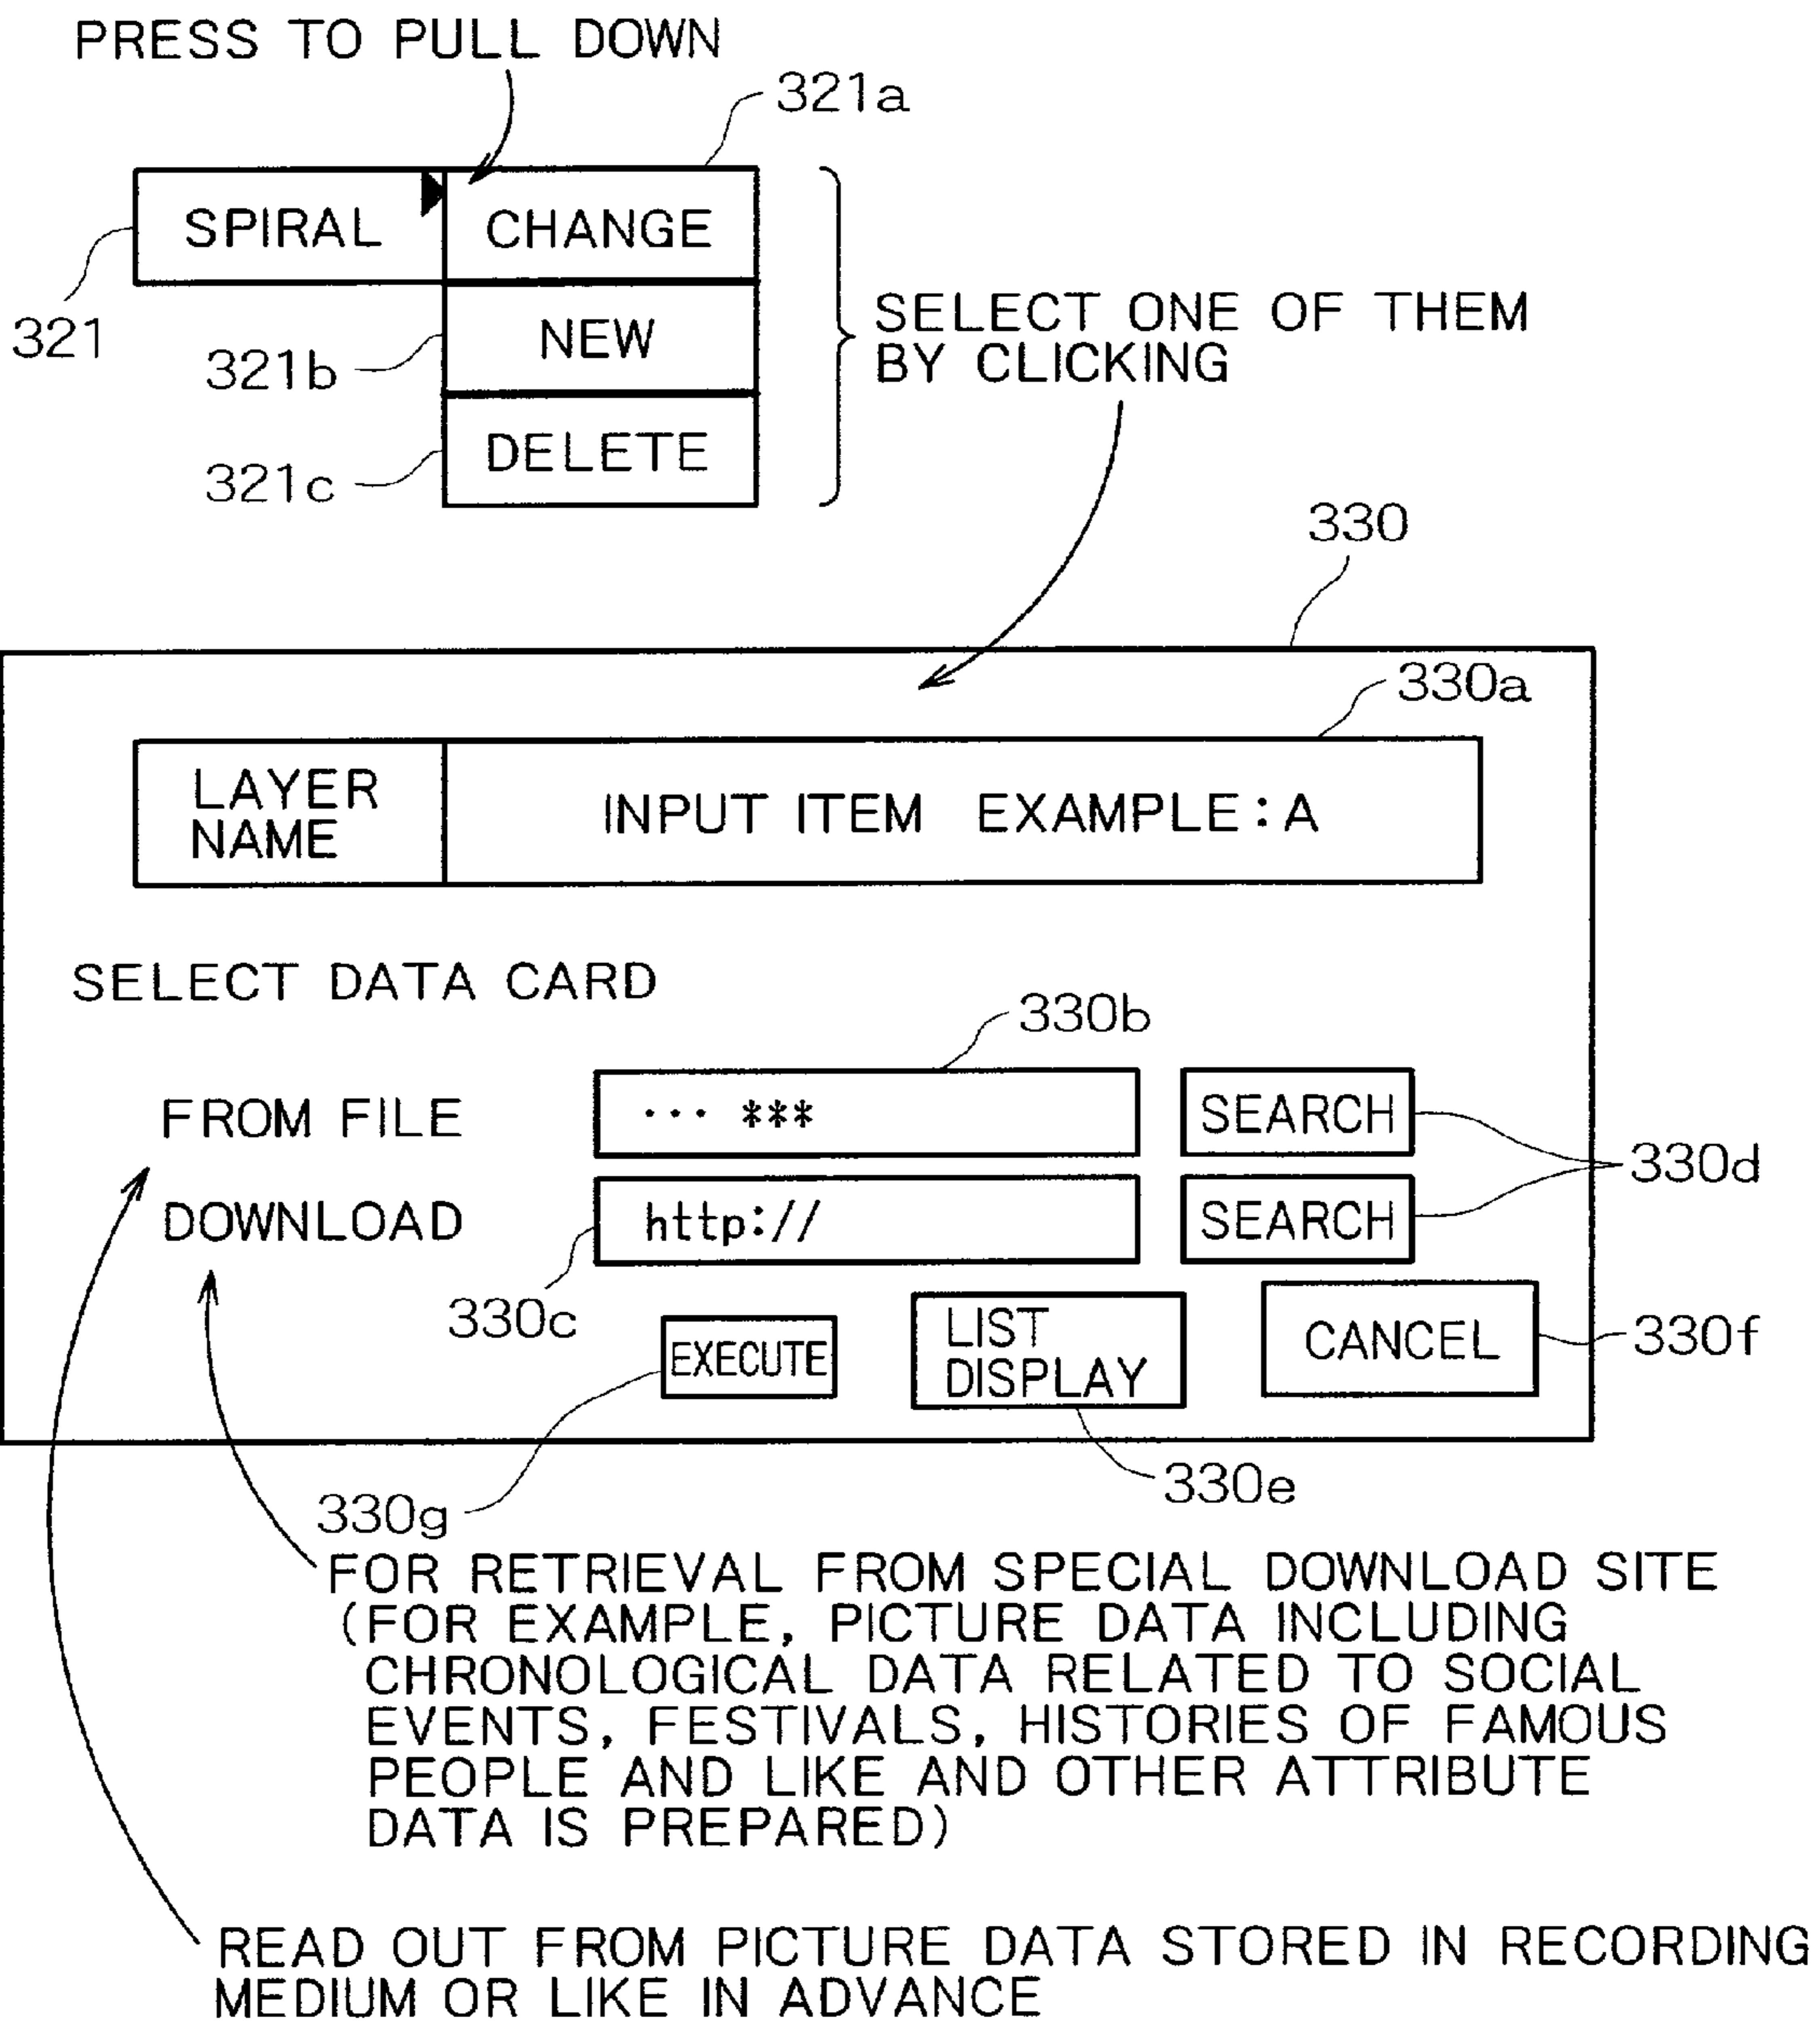 PRESS TO PULL DOWN
321a
SPIRAL
CHANGE
321
NEW
321b
DELETE
321c
SELECT ONE OF THEM
BY CLICKING
330
330a
LAYER
NAME
INPUT ITEM EXAMPLE : A
SELECT DATA CARD
330b
FROM FILE
··· ***
SEARCH
330d
DOWNLOAD
http://
SEARCH
330c
EXECUTE
LIST
DISPLAY
CANCEL
330f
330e
330g
FOR RETRIEVAL FROM SPECIAL DOWNLOAD SITE
(FOR EXAMPLE, PICTURE DATA INCLUDING
CHRONOLOGICAL DATA RELATED TO SOCIAL
EVENTS, FESTIVALS, HISTORIES OF FAMOUS
PEOPLE AND LIKE AND OTHER ATTRIBUTE
DATA IS PREPARED)
READ OUT FROM PICTURE DATA STORED IN RECORDING
MEDIUM OR LIKE IN ADVANCE